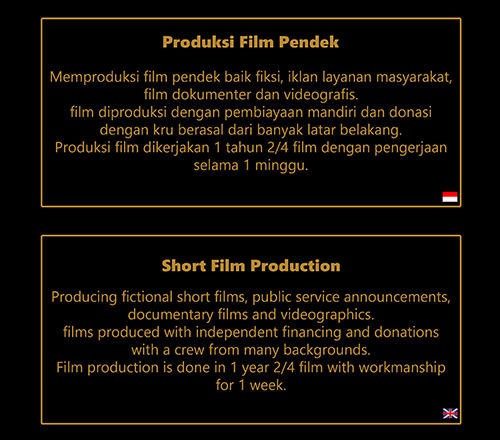 Produksi Film Pendek
Memproduksi film pendek baik fiksi, iklan layanan masyarakat,
film dokumenter dan videografis.
film diproduksi dengan pembiayaan mandiri dan donasi
dengan kru berasal dari banyak latar belakang.
Produksi film dikerjakan 1 tahun 2/4 film dengan pengerjaan
selama 1 minggu.
Short Film Production
Producing fictional short films, public service announcements,
documentary films and videographics.
films produced with independent financing and donations
with a crew from many backgrounds.
Film production is done in 1 year 2/4 film with workmanship
for 1 week.